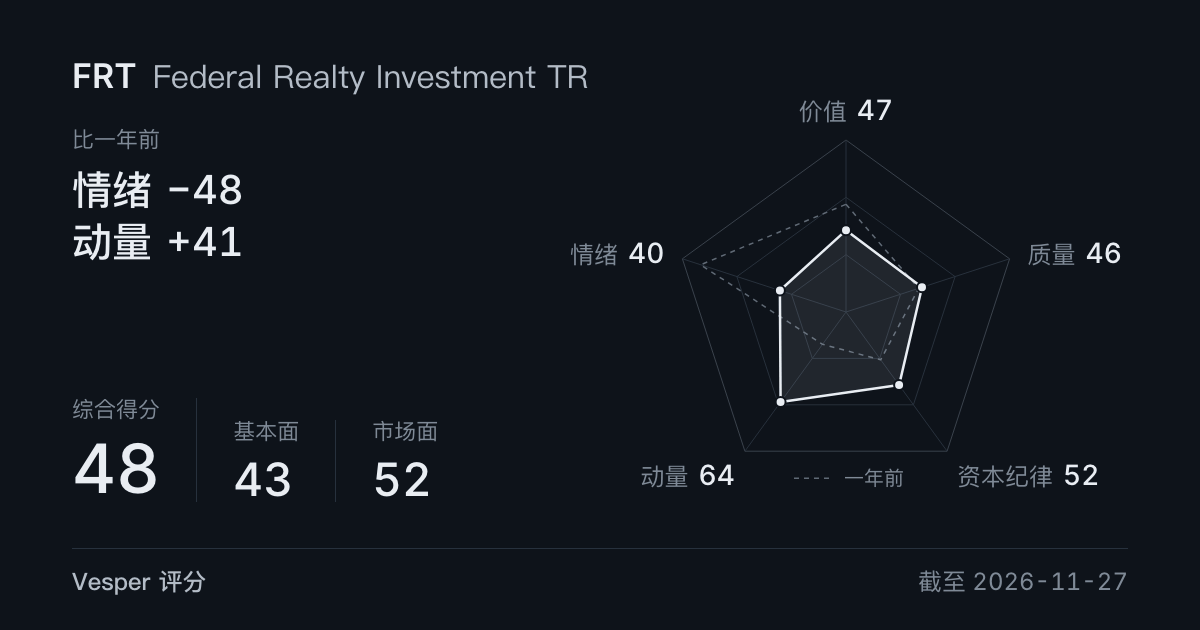 FRT Federal Realty Investment TR
比一年前
情绪 −48
动量 +41
价值 47
情绪 40
质量 46
动量 64
一年前
资本纪律 52
综合得分
48
基本面
43
市场面
52
Vesper 评分
截至 2026-11-27